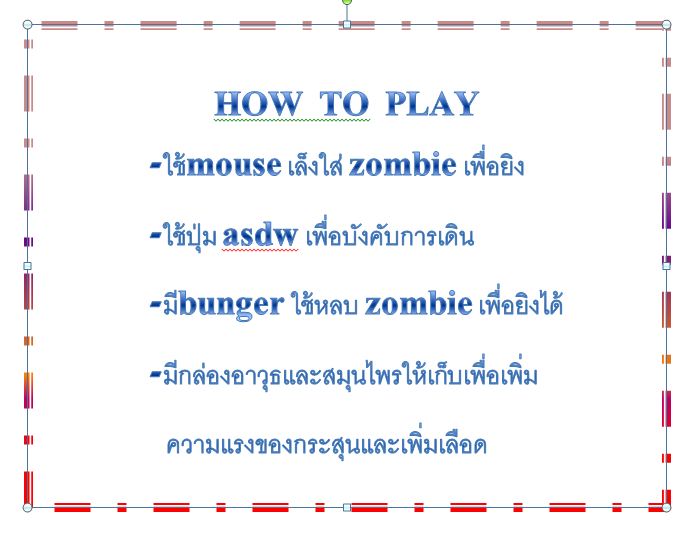 HOW TO PLAY
-ใช้mouse เล็งใส่ zombie เพื่อยิง
-ใช้ปุ่ม asdw เพื่อบังคับการเดิน
-มีbunger ใช้หลบ zombie เพื่อยิงได้
-มีกล่องอาวุธและสมุนไพรให้เก็บเพื่อเพิ่ม
ความแรงของกระสุนและเพิ่มเลือด